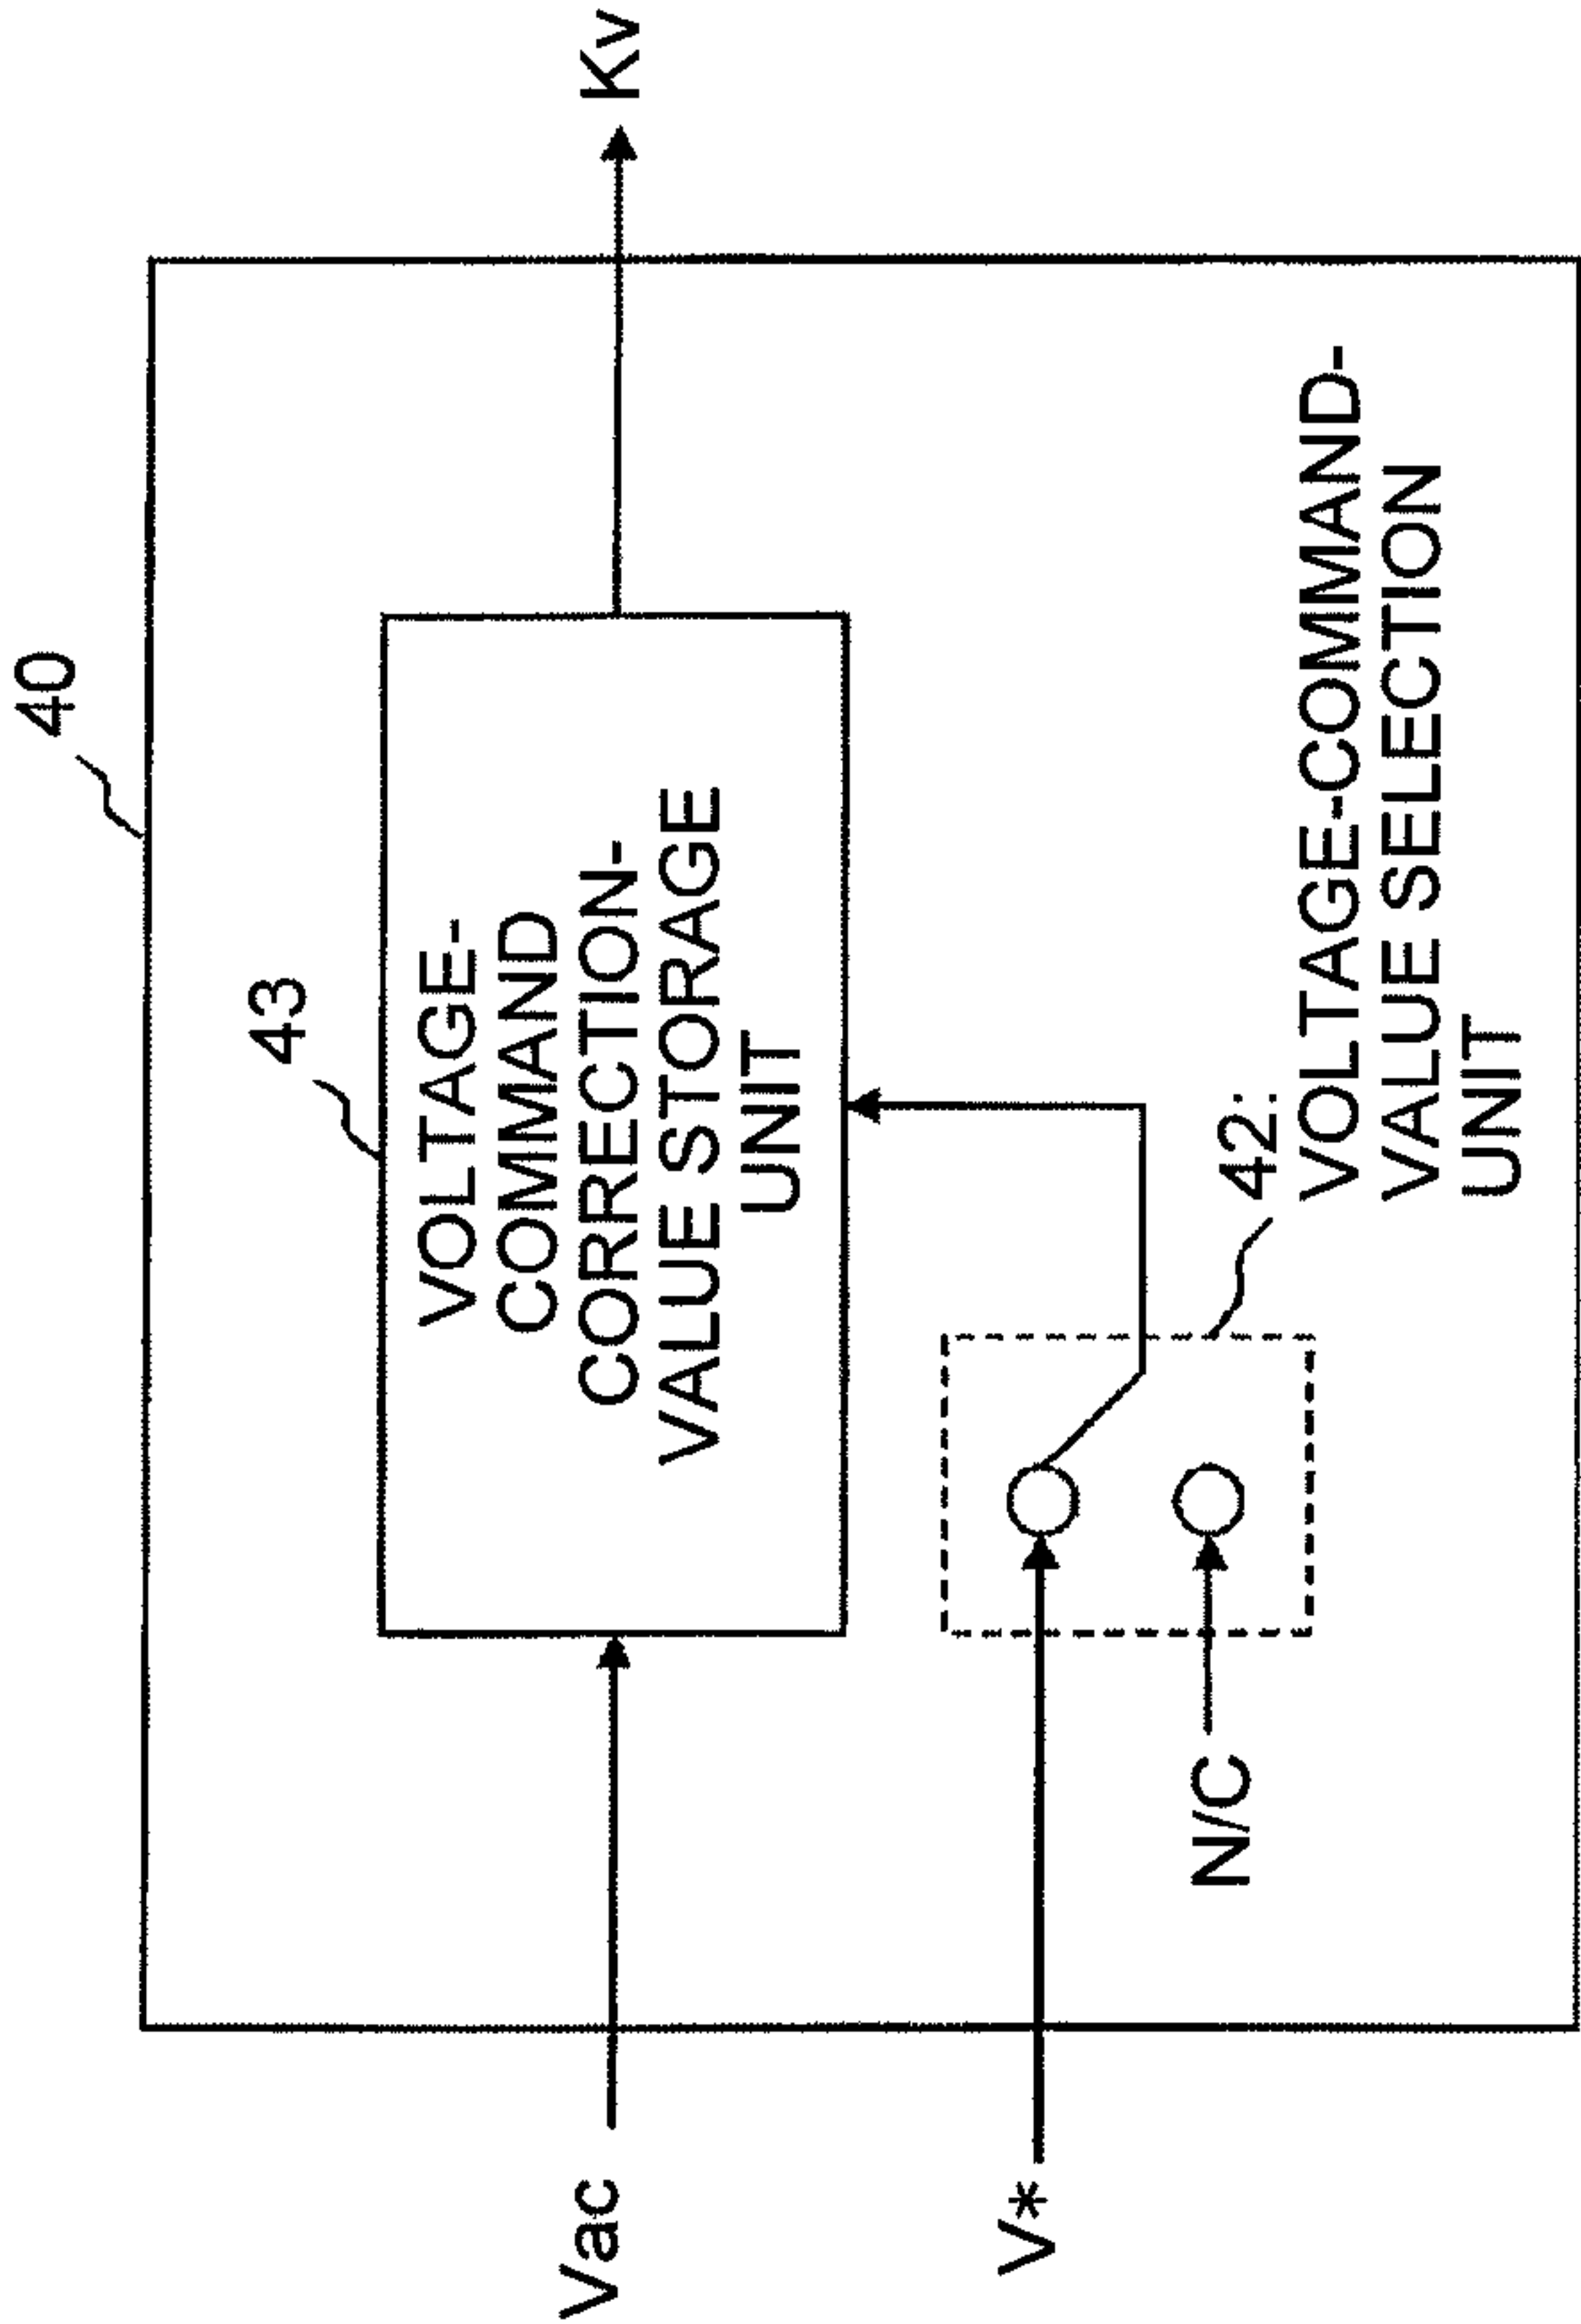 40
43
VOLTAGE-
COMMAND
CORRECTION-
VALUE STORAGE
UNIT
Vac
Kv
V*
N/C
42:
VOLTAGE-COMMAND-
VALUE SELECTION
UNIT